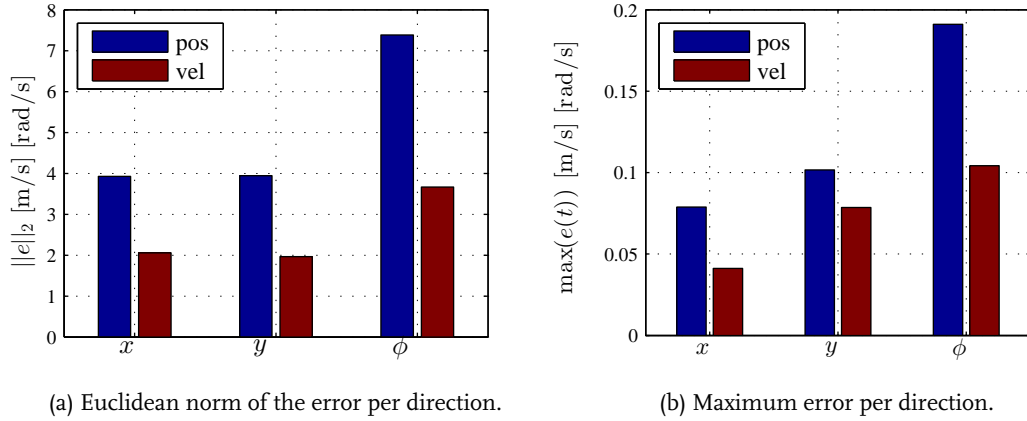 ||e||₂ [m/s] [rad/s]
8
7
6
5
4
3
2
1
0
pos
vel
x y ϕ
(a) Euclidean norm of the error per direction.
max(e(t)) [m/s] [rad/s]
0.2
0.15
0.1
0.05
0
pos
vel
x y ϕ
(b) Maximum error per direction.